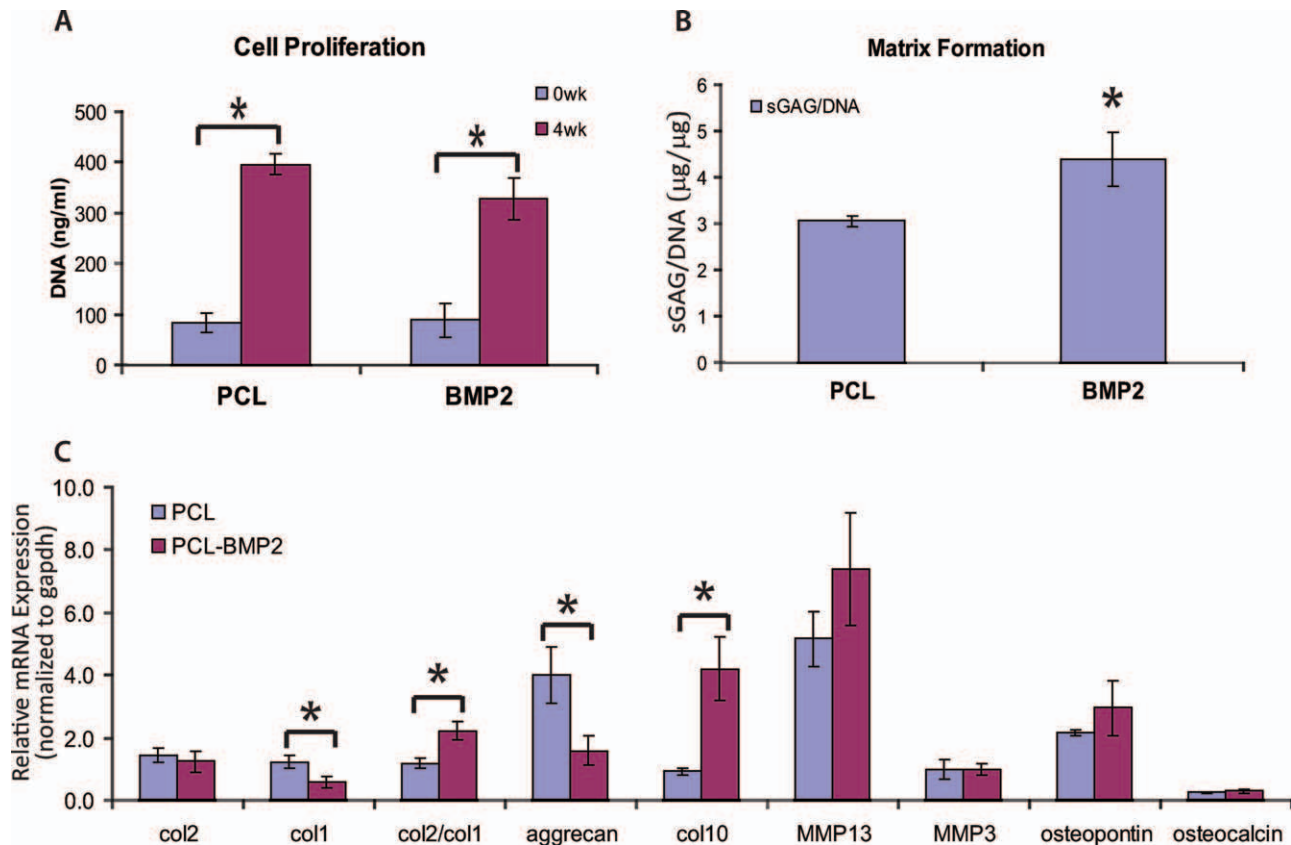 A
Cell Proliferation
0wk
4wk
500
400
300
200
100
0
DNA (ng/ml)
*
*
PCL
BMP2
B
Matrix Formation
sGAG/DNA
6
5
4
3
2
1
0
sGAG/DNA (µg/µg)
*
PCL
BMP2
C
PCL
PCL-BMP2
10.0
8.0
6.0
4.0
2.0
0.0
Relative mRNA Expression
(normalized to gapdh)
*
*
*
*
col2 col1 col2/col1 aggrecan col10 MMP13 MMP3 osteopontin osteocalcin